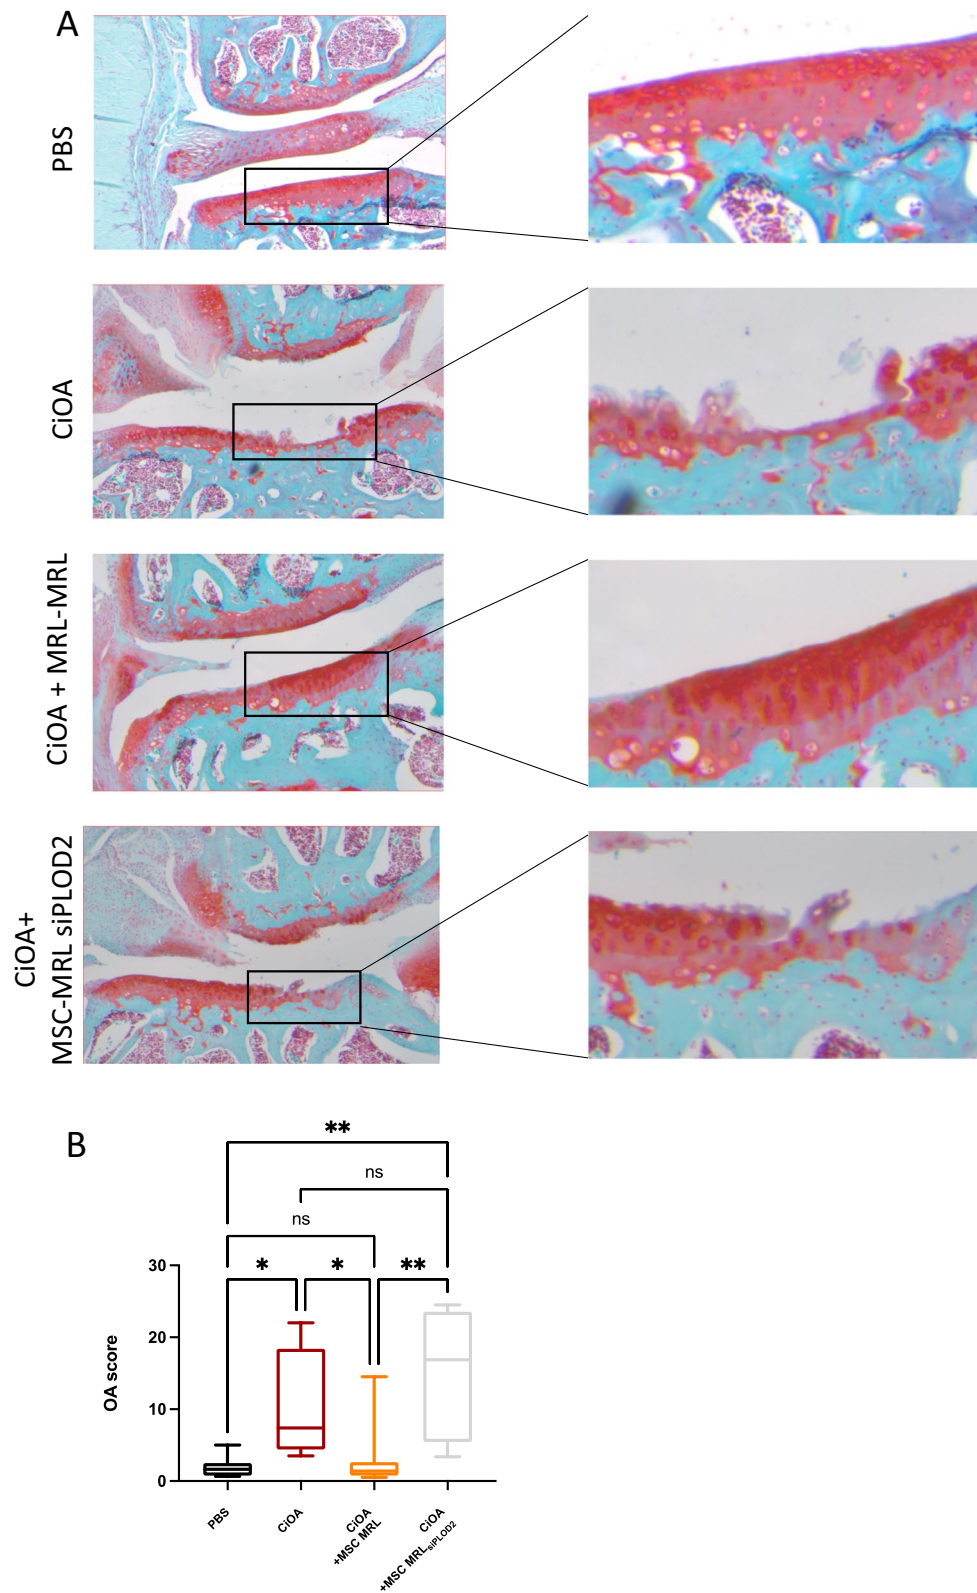 A
PBS
CiOA
CiOA + MRL-MRL
CiOA+
MSC-MRL siPLOD2
B
**
ns
ns
*
*
**
30
20
10
0
OA score
PBS
CiOA
CiOA
+MSC MRL
CiOA
+MSC MRLsiPLOD2